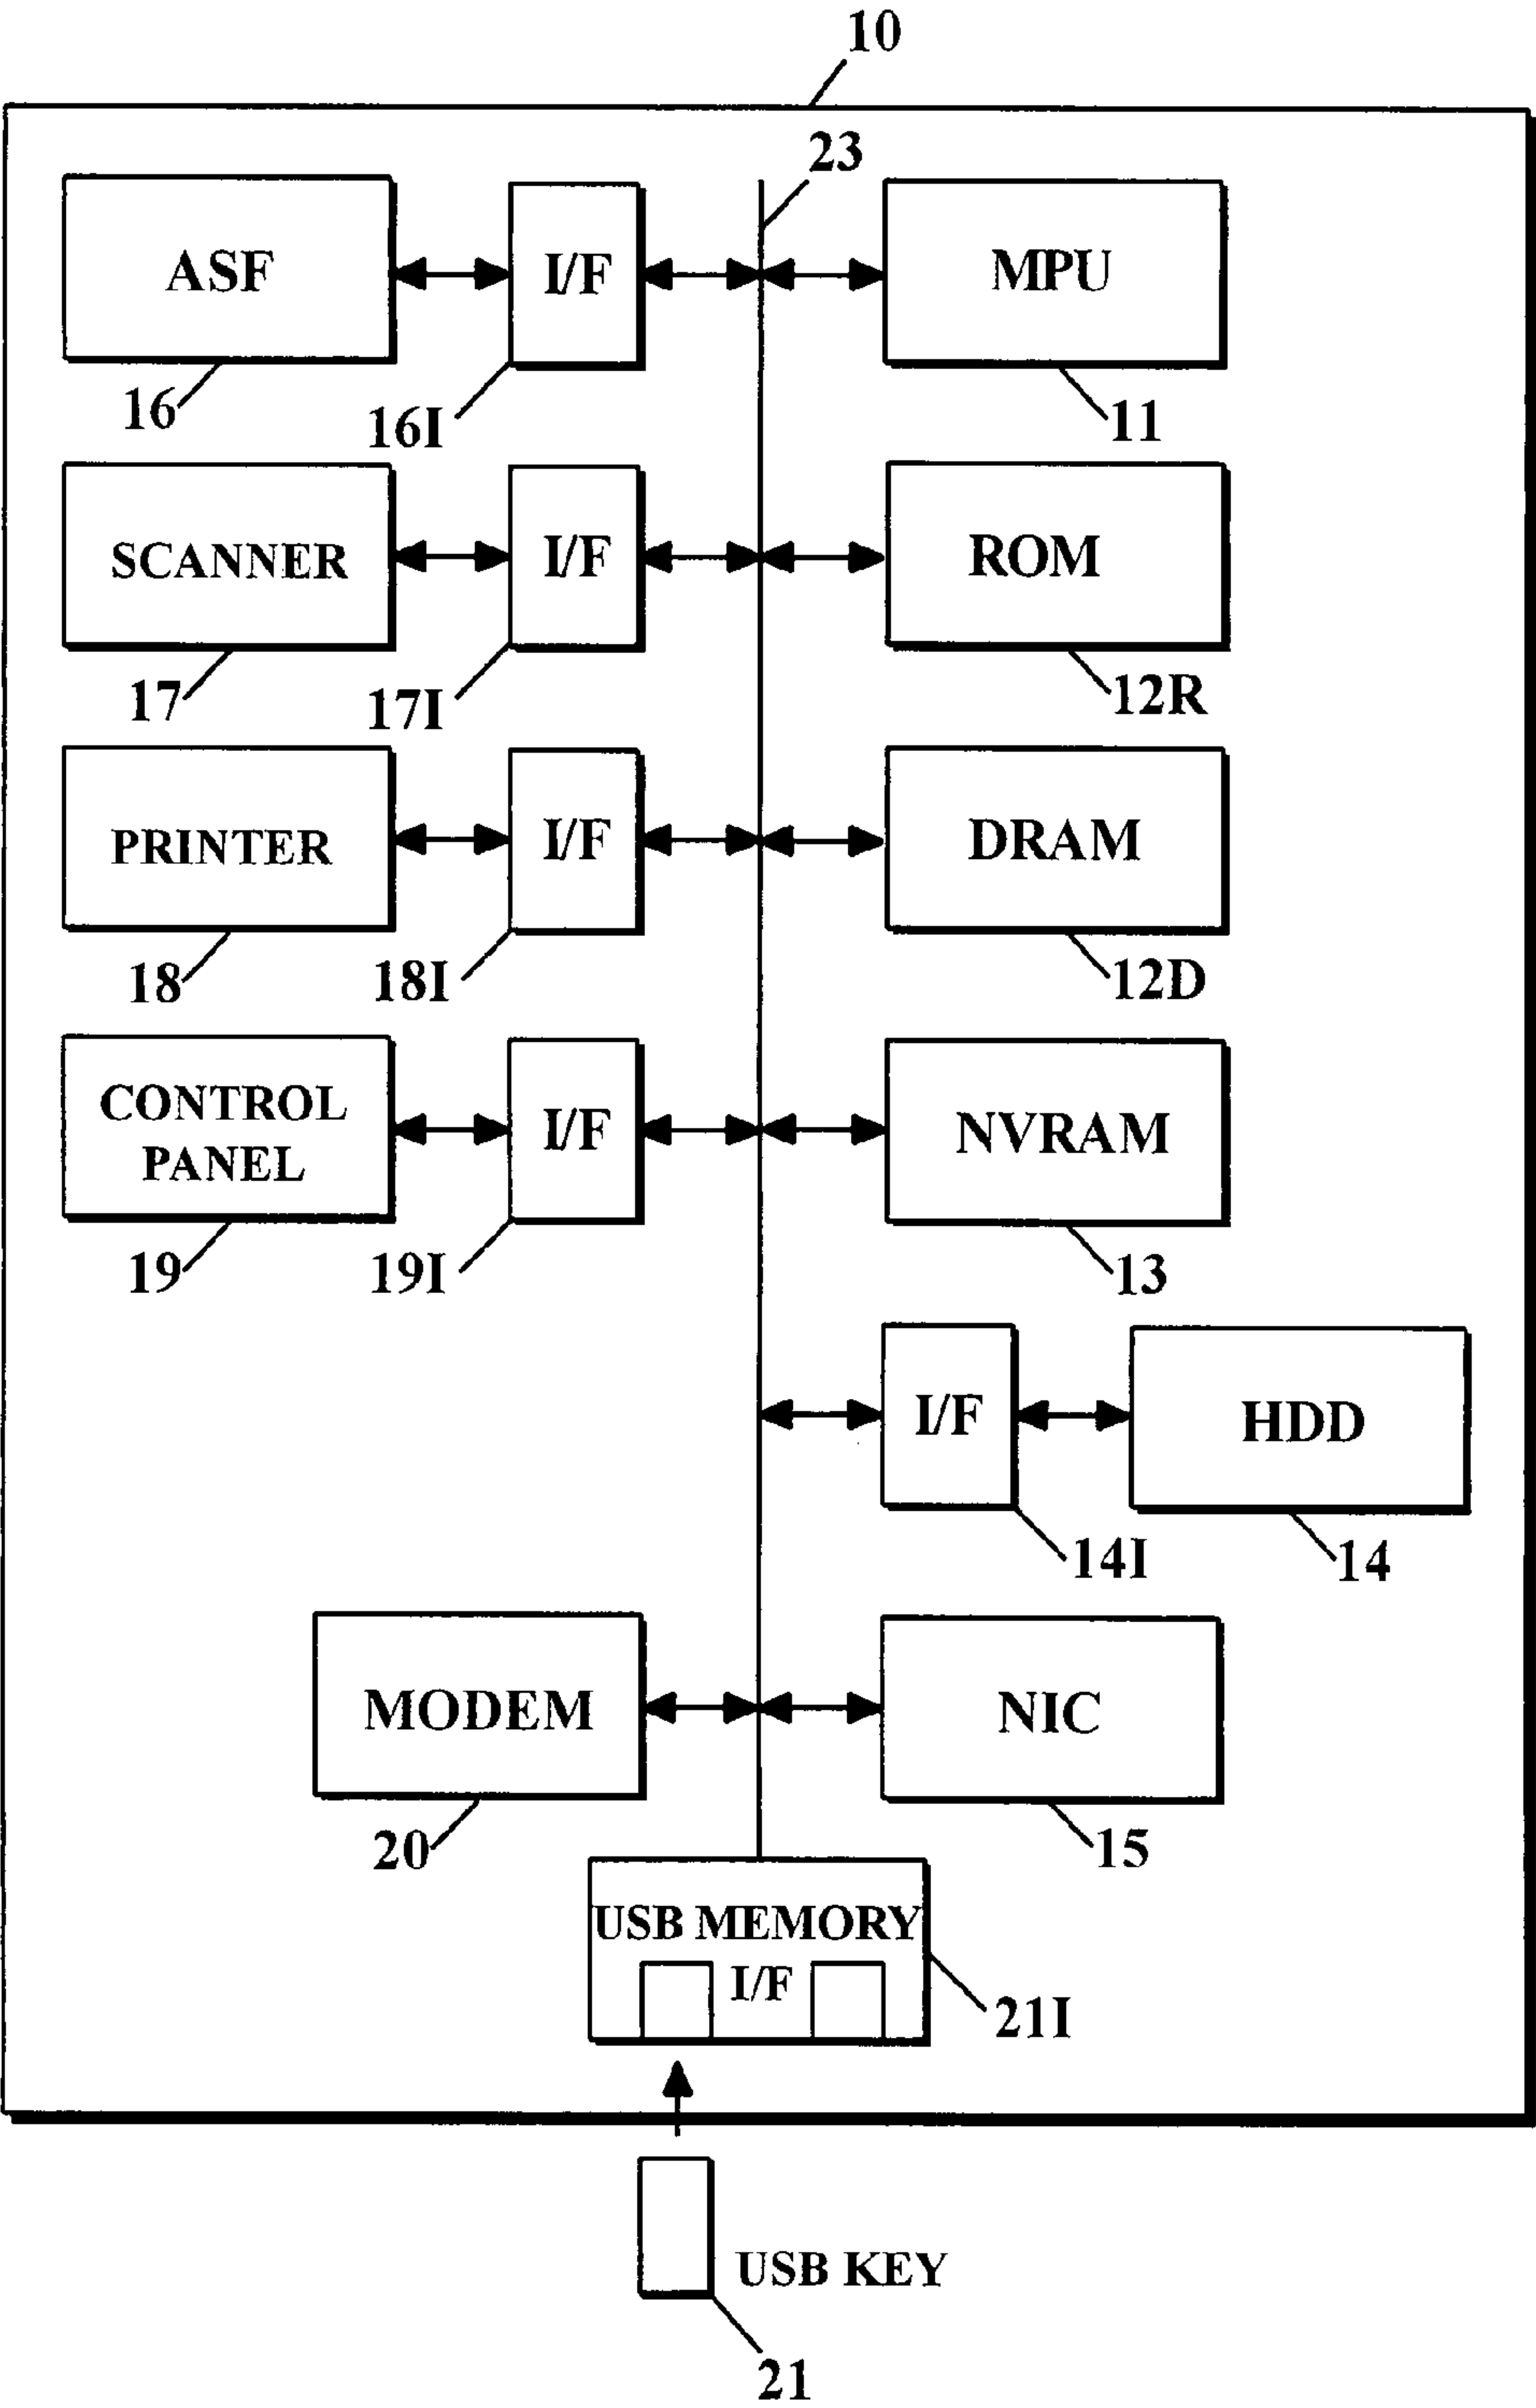 10
23
ASF
I/F
MPU
16
16I
11
SCANNER
I/F
ROM
17
17I
12R
PRINTER
I/F
DRAM
18
18I
12D
CONTROL
PANEL
I/F
NVRAM
19
19I
13
I/F
HDD
14I
14
MODEM
NIC
20
15
USB MEMORY
I/F
21I
USB KEY
21